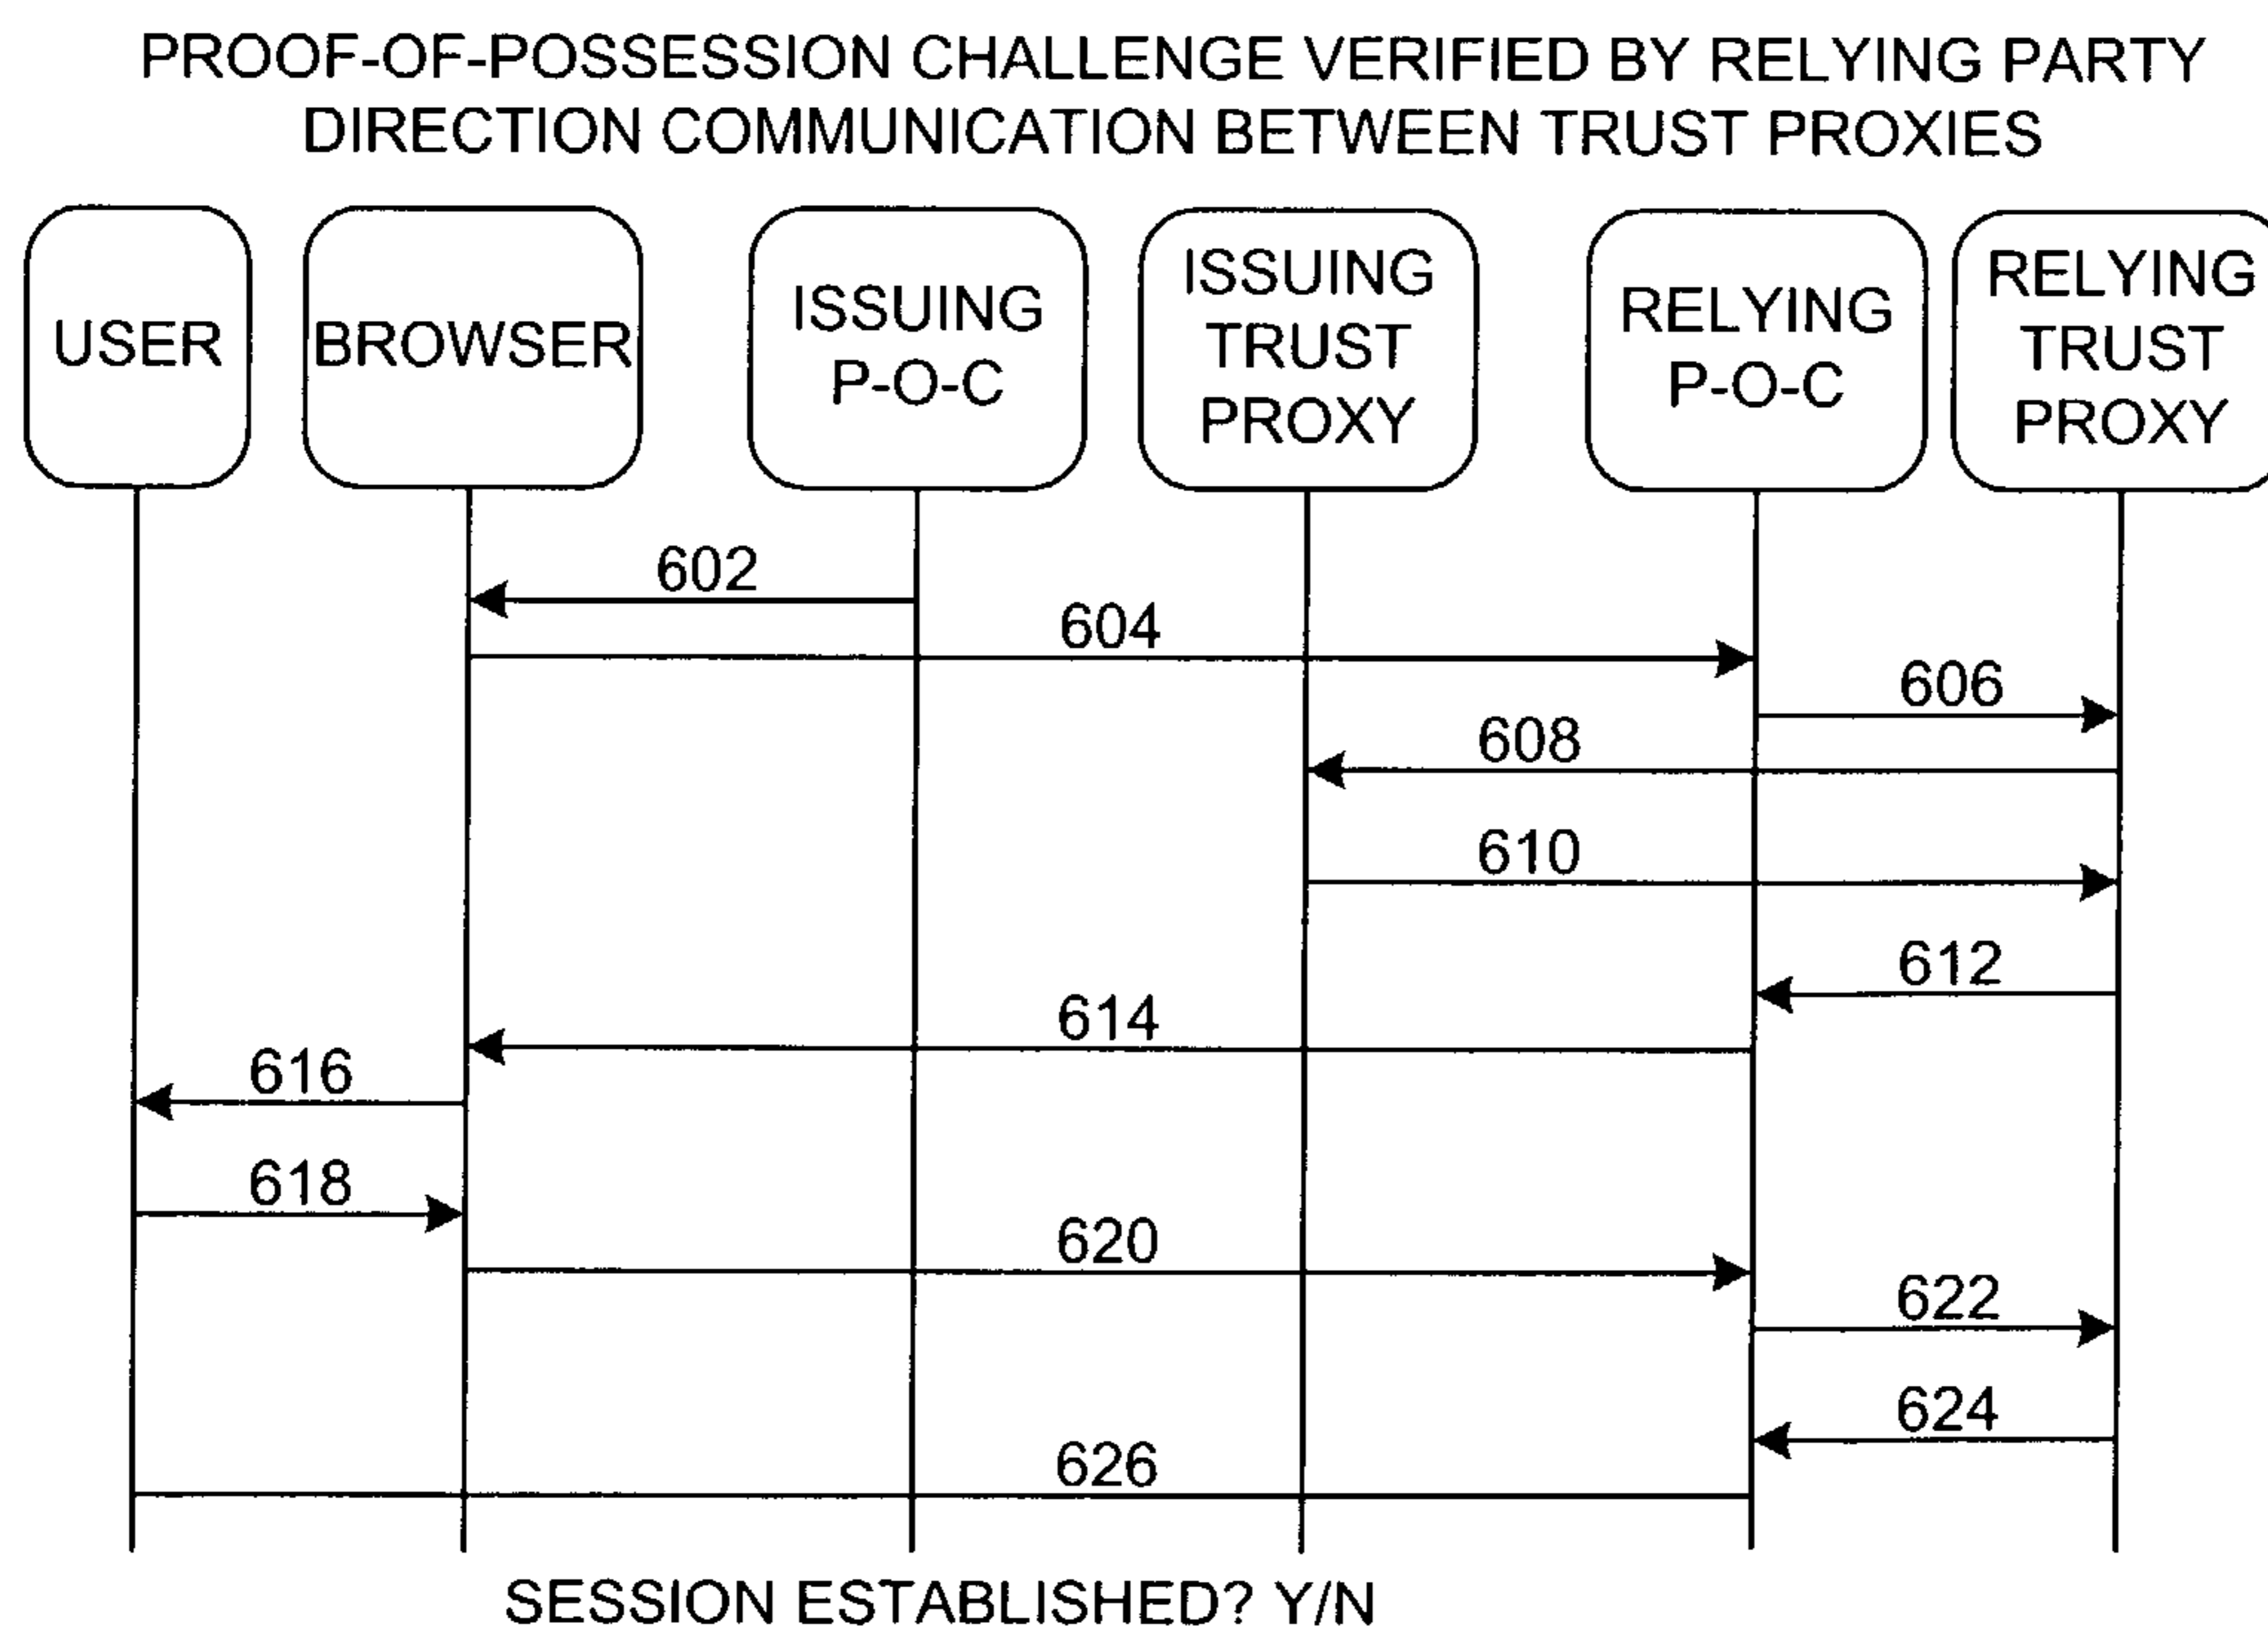 PROOF-OF-POSSESSION CHALLENGE VERIFIED BY RELYING PARTY
DIRECTION COMMUNICATION BETWEEN TRUST PROXIES
USER
BROWSER
ISSUING
P-O-C
ISSUING
TRUST
PROXY
RELYING
P-O-C
RELYING
TRUST
PROXY
602
604
606
608
610
612
614
616
618
620
622
624
626
SESSION ESTABLISHED? Y/N